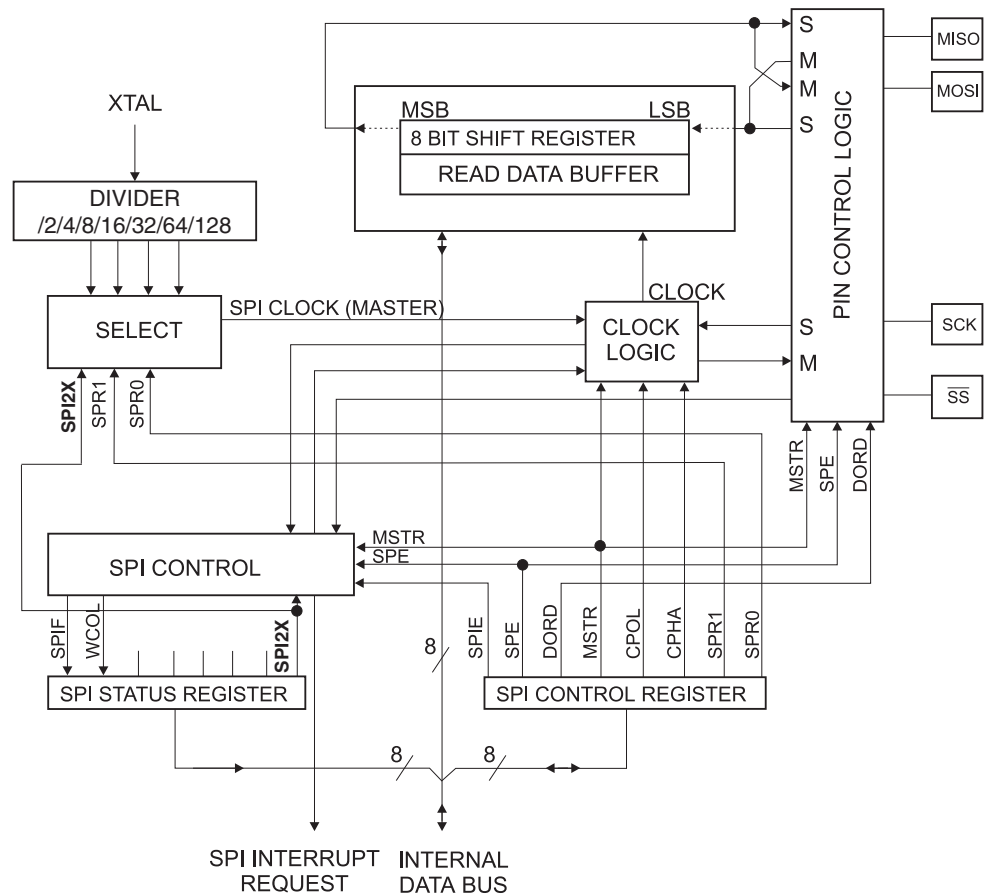 S
MISO
M
XTAL
MSB
LSB
M
MOSI
8 BIT SHIFT REGISTER
S
READ DATA BUFFER
DIVIDER
/2/4/8/16/32/64/128
PIN CONTROL LOGIC
SPI CLOCK (MASTER)
CLOCK
SELECT
CLOCK
LOGIC
S
SCK
M
SPI2X
SPR1
SPR0
SS
MSTR
SPE
DORD
MSTR
SPE
SPI CONTROL
SPIF
WCOL
SPI2X
SPIE
SPE
DORD
MSTR
CPOL
CPHA
SPR1
SPR0
8
SPI STATUS REGISTER
SPI CONTROL REGISTER
8
8
SPI INTERRUPT
REQUEST
INTERNAL
DATA BUS